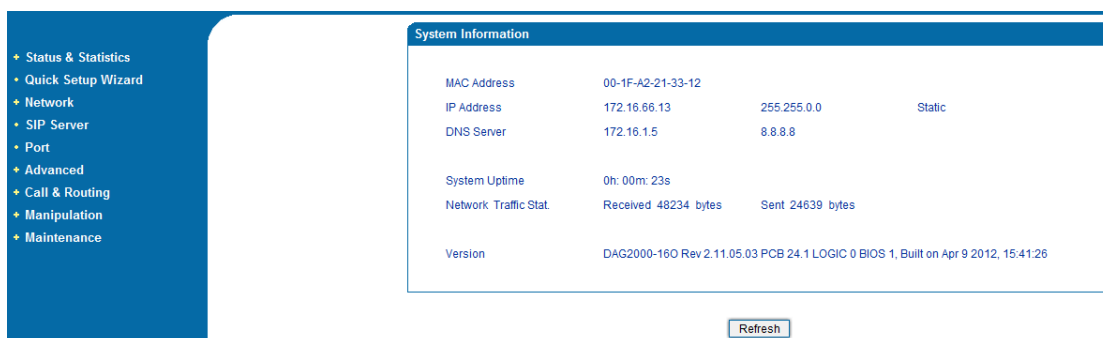 System Information
+ Status & Statistics
• Quick Setup Wizard
+ Network
• SIP Server
• Port
+ Advanced
+ Call & Routing
+ Manipulation
+ Maintenance
MAC Address 00-1F-A2-21-33-12
IP Address 172.16.66.13 255.255.0.0 Static
DNS Server 172.16.1.5 8.8.8.8
System Uptime 0h: 00m: 23s
Network Traffic Stat. Received 48234 bytes Sent 24639 bytes
Version DAG2000-16O Rev 2.11.05.03 PCB 24.1 LOGIC 0 BIOS 1, Built on Apr 9 2012, 15:41:26
Refresh